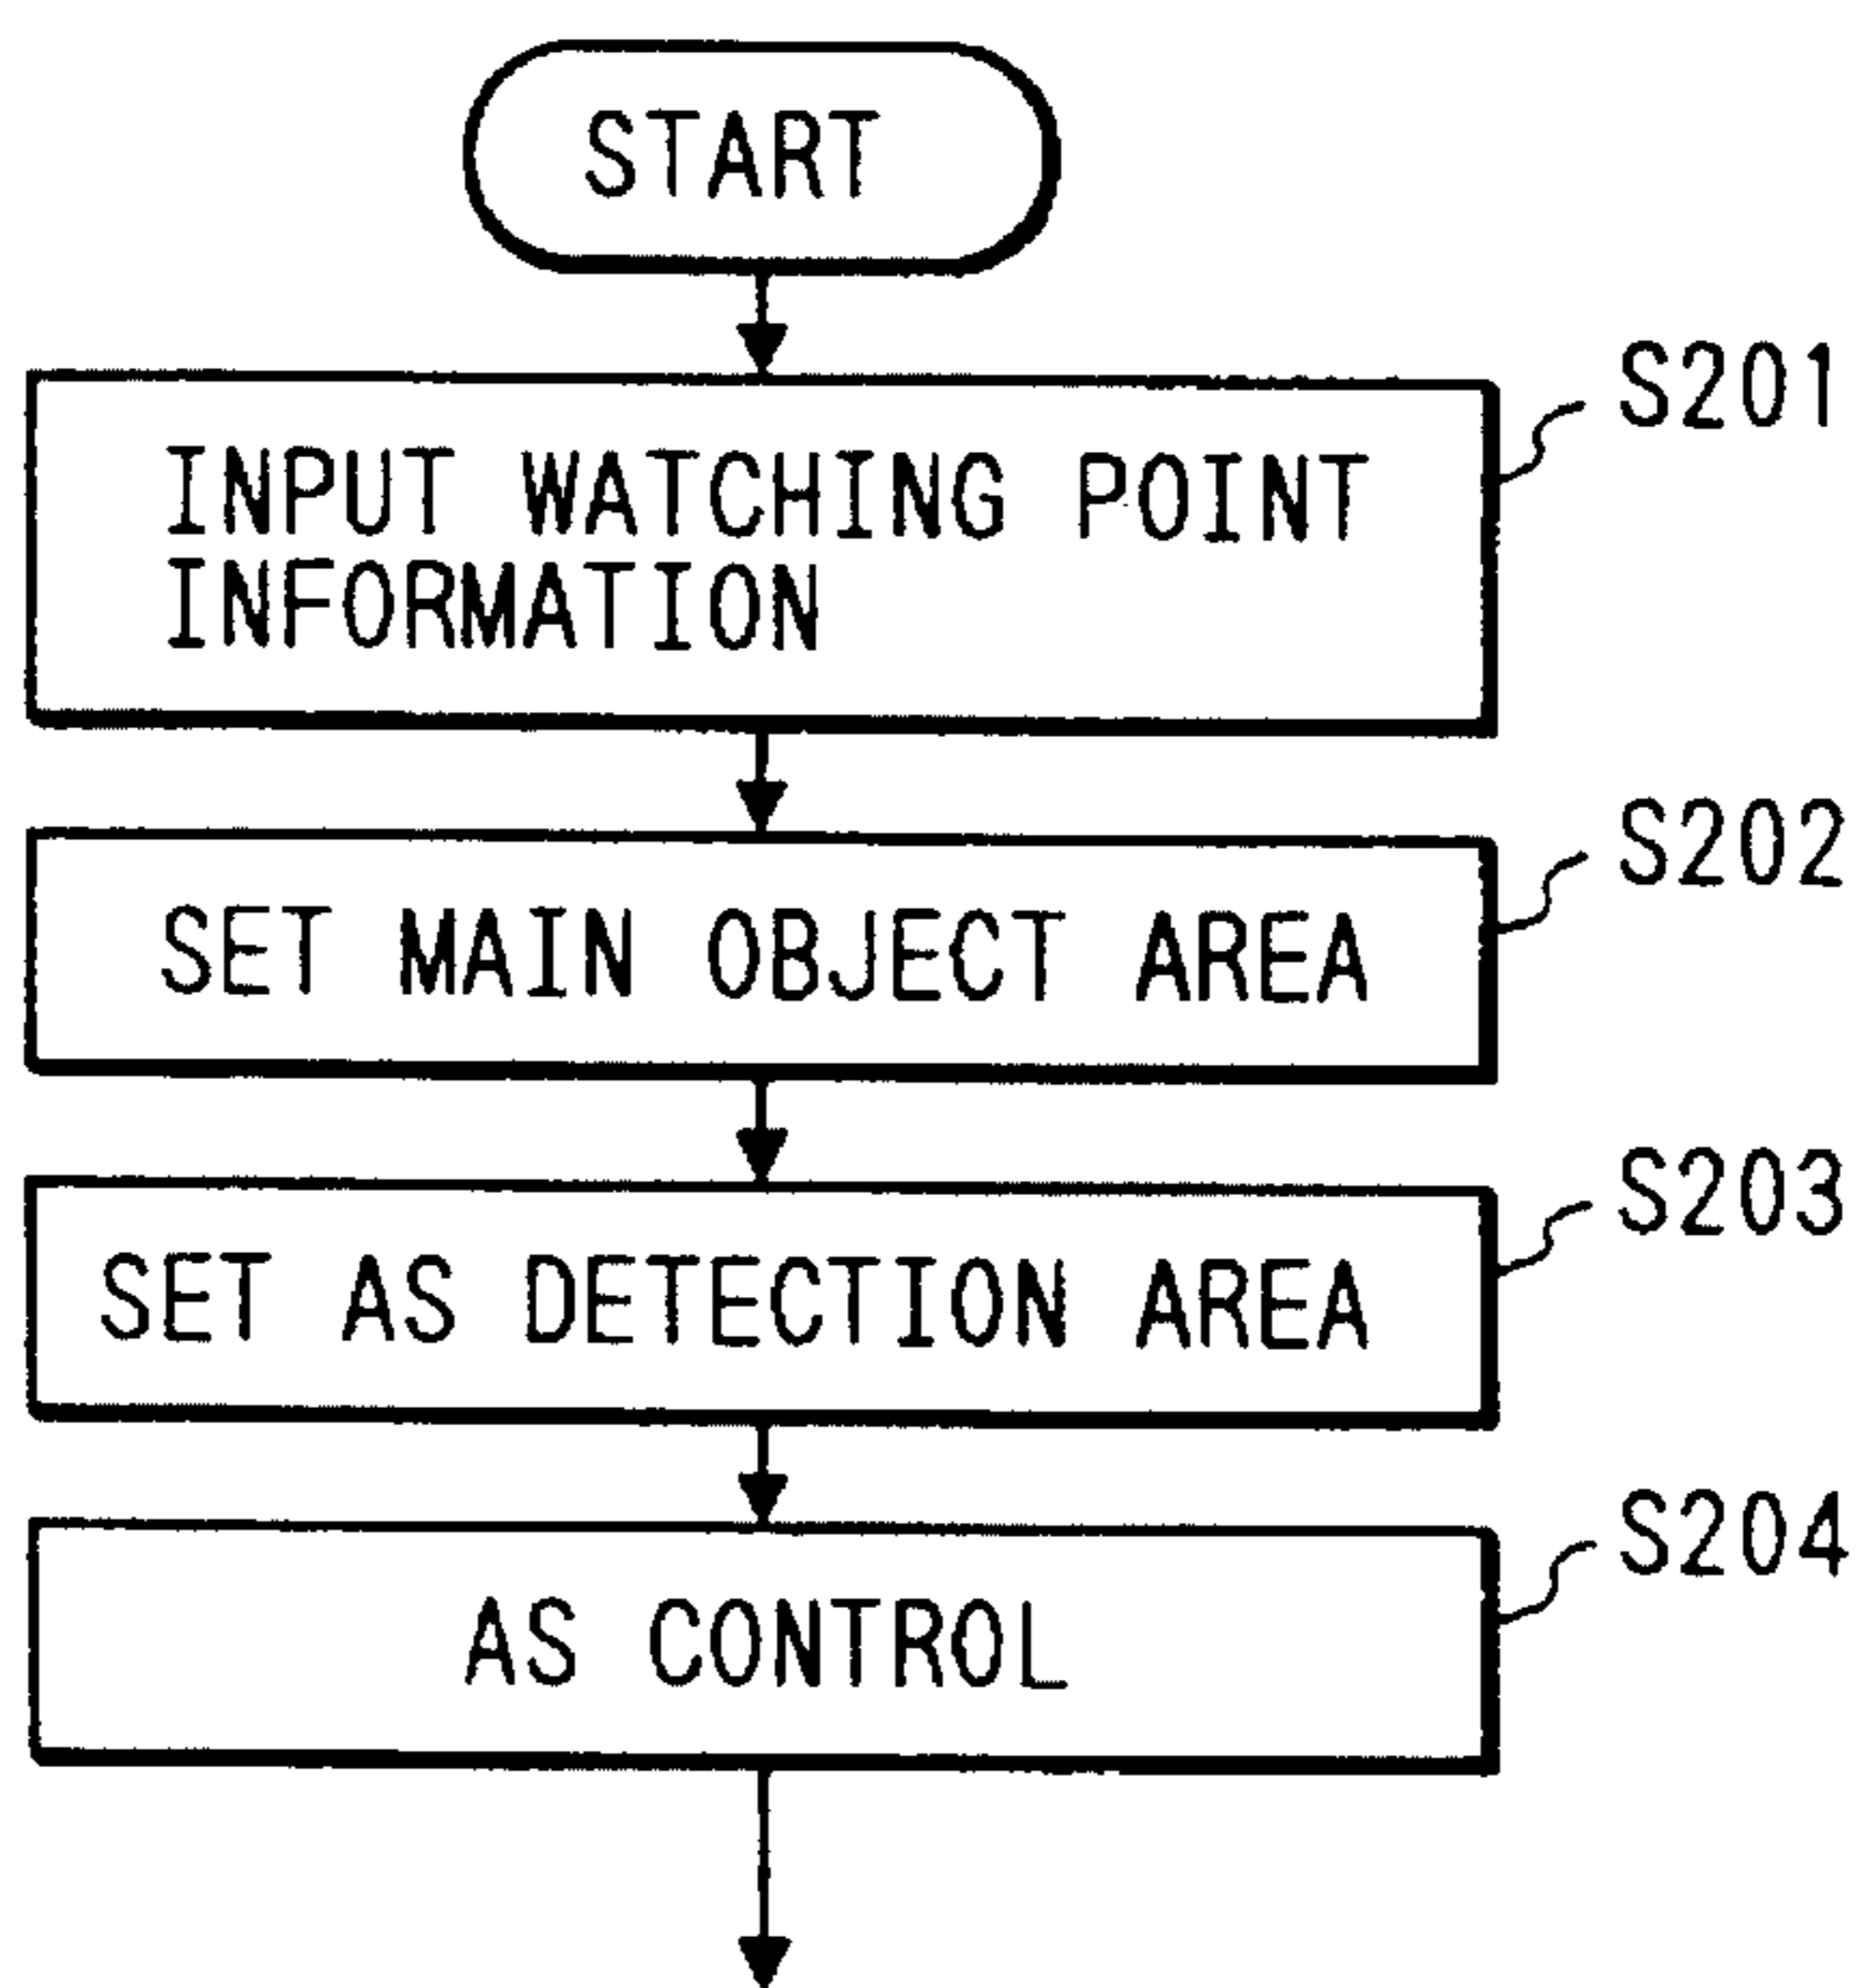 START
S201
INPUT WATCHING POINT
INFORMATION
S202
SET MAIN OBJECT AREA
S203
SET AS DETECTION AREA
S204
AS CONTROL